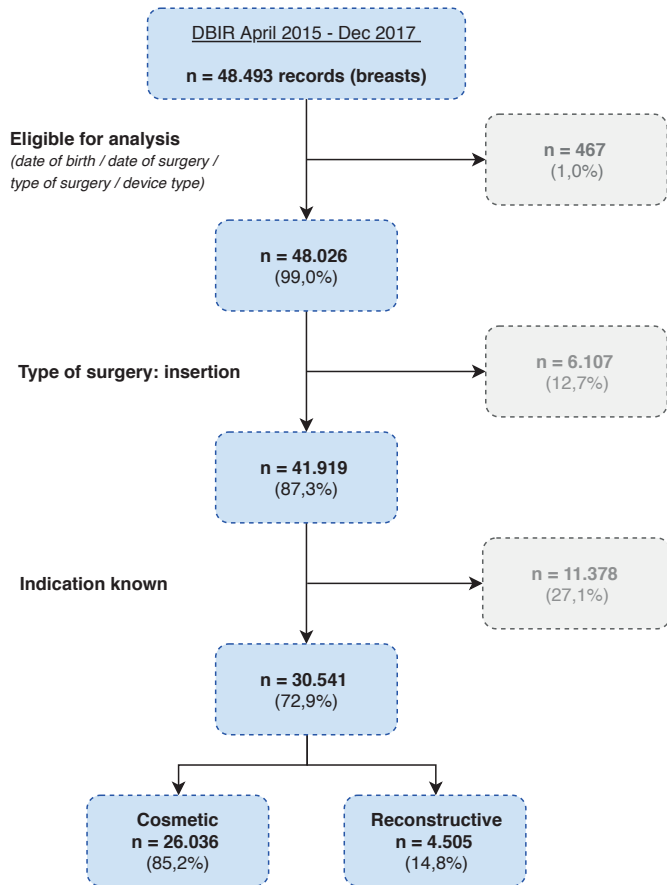 DBIR April 2015 - Dec 2017
n = 48.493 records (breasts)
Eligible for analysis
(date of birth / date of surgery /
type of surgery / device type)
n = 467
(1,0%)
n = 48.026
(99,0%)
Type of surgery: insertion
n = 6.107
(12,7%)
n = 41.919
(87,3%)
Indication known
n = 11.378
(27,1%)
n = 30.541
(72,9%)
Cosmetic
n = 26.036
(85,2%)
Reconstructive
n = 4.505
(14,8%)